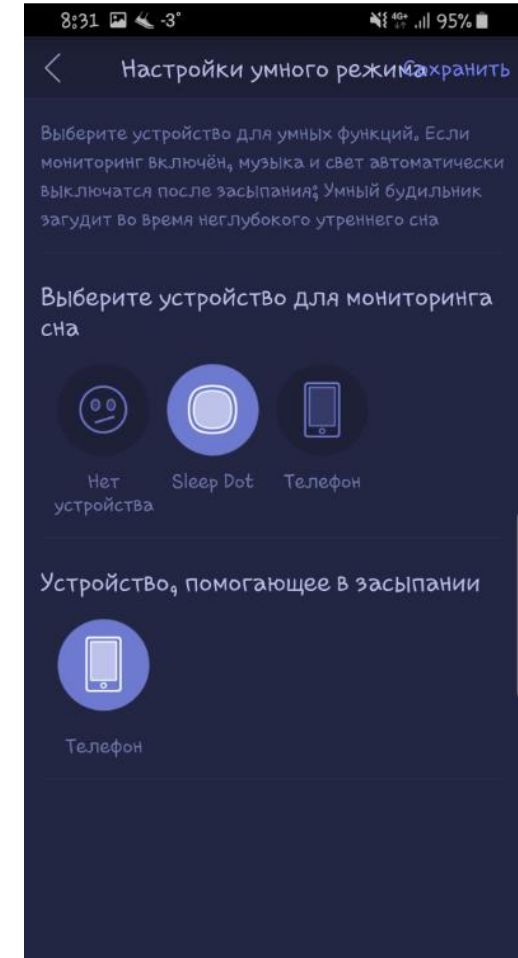 8:31 -3° 4G+ 95%
Настройки умного режима Сохранить
Выберите устройство для умных функций. Если
мониторинг включён, музыка и свет автоматически
выключатся после засыпания; Умный будильник
загудит во время неглубокого утреннего сна
Выберите устройство для мониторинга
сна
Нет
устройства
Sleep Dot
Телефон
Устройство, помогающее в засыпании
Телефон